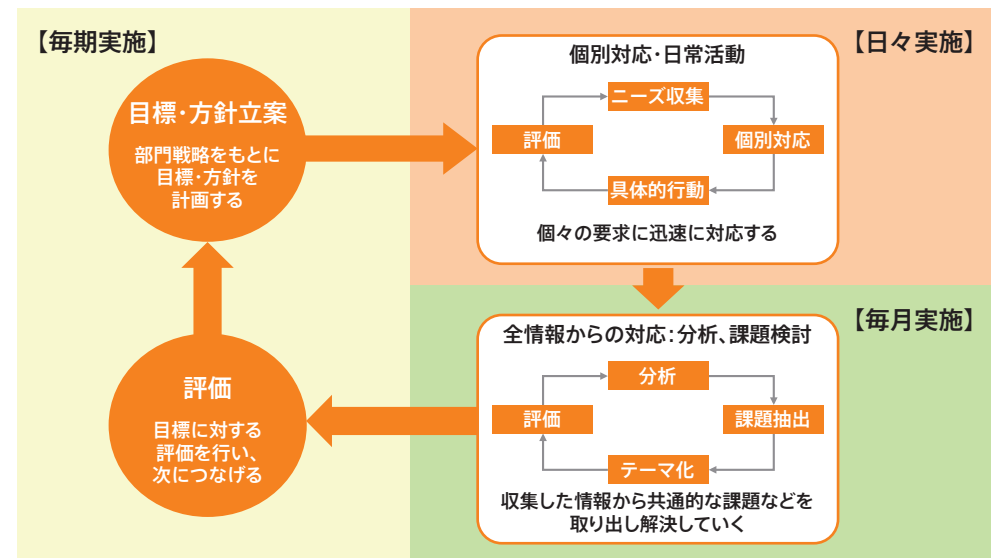 【毎期実施】
目標・方針立案
部門戦略をもとに
目標・方針を
計画する
【日々実施】
個別対応・日常活動
ニーズ収集
評価
個別対応
具体的行動
個々の要求に迅速に対応する
【毎月実施】
全情報からの対応：分析、課題検討
分析
評価
課題抽出
テーマ化
収集した情報から共通的な課題などを
取り出し解決していく
評価
目標に対する
評価を行い、
次につなげる